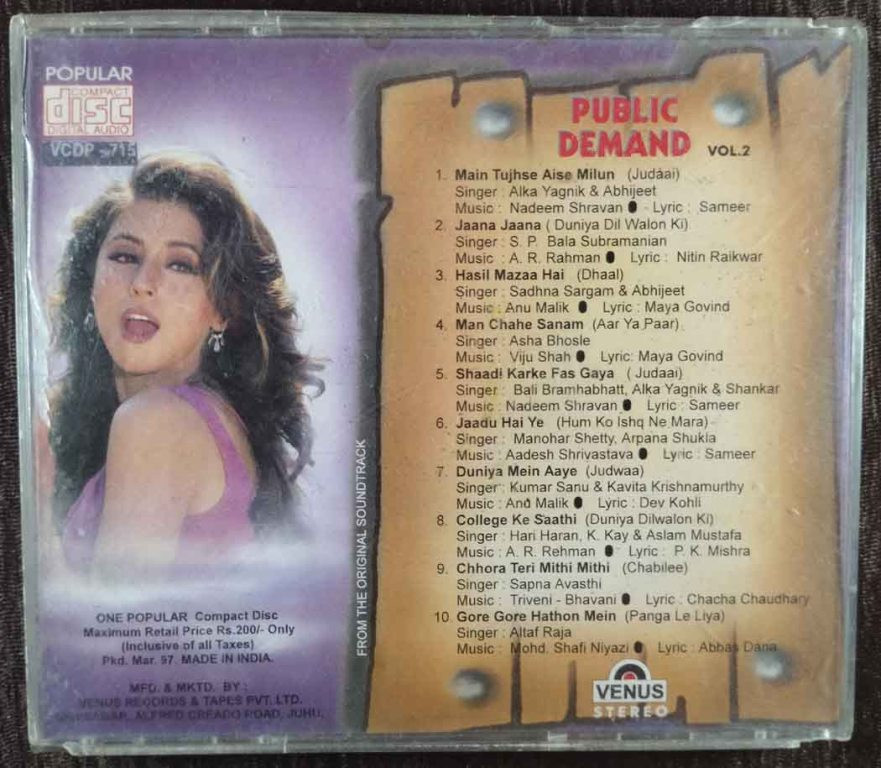 POPULAR
COMPACT
disc
DIGITAL AUDIO
VCDP - 715
PUBLIC
DEMAND VOL.2
1. Main Tujhse Aise Milun (Judaai)
Singer : Alka Yagnik & Abhijeet
Music : Nadeem Shravan ● Lyric : Sameer
2. Jaana Jaana ( Duniya Dil Walon Ki)
Singer : S. P. Bala Subramanian
Music : A. R. Rahman ● Lyric : Nitin Raikwar
3. Hasil Mazaa Hai (Dhaal)
Singer : Sadhna Sargam & Abhijeet
Music : Anu Malik ● Lyric : Maya Govind
4. Man Chahe Sanam (Aar Ya Paar)
Singer : Asha Bhosle
Music : Viju Shah ● Lyric: Maya Govind
5. Shaadi Karke Fas Gaya ( Judaai)
Singer : Bali Bramhabhatt, Alka Yagnik & Shankar
Music : Nadeem Shravan ● Lyric : Sameer
6. Jaadu Hai Ye (Hum Ko Ishq Ne Mara)
Singer : Manohar Shetty, Arpana Shukla
Music : Aadesh Shrivastava ● Lyric : Sameer
7. Duniya Mein Aaye (Judwaa)
Singer : Kumar Sanu & Kavita Krishnamurthy
Music : Anu Malik ● Lyric : Dev Kohli
8. College Ke Saathi (Duniya Dilwalon Ki)
Singer : Hari Haran, K. Kay & Aslam Mustafa
Music : A. R. Rehman ● Lyric : P. K. Mishra
9. Chhora Teri Mithi Mithi (Chabilee)
Singer : Sapna Avasthi
Music : Triveni - Bhavani ● Lyric : Chacha Chaudhary
10. Gore Gore Hathon Mein (Panga Le Liya)
Singer : Altaf Raja
Music : Mohd. Shafi Niyazi ● Lyric : Abbas Dana
FROM THE ORIGINAL SOUNDTRACK
ONE POPULAR Compact Disc
Maximum Retail Price Rs.200/- Only
(Inclusive of all Taxes)
Pkd. Mar. 97. MADE IN INDIA.
MFD. & MKTD. BY :
VENUS RECORDS & TAPES PVT. LTD.
ALFRED CREADO ROAD, JUHU,
VENUS
STEREO